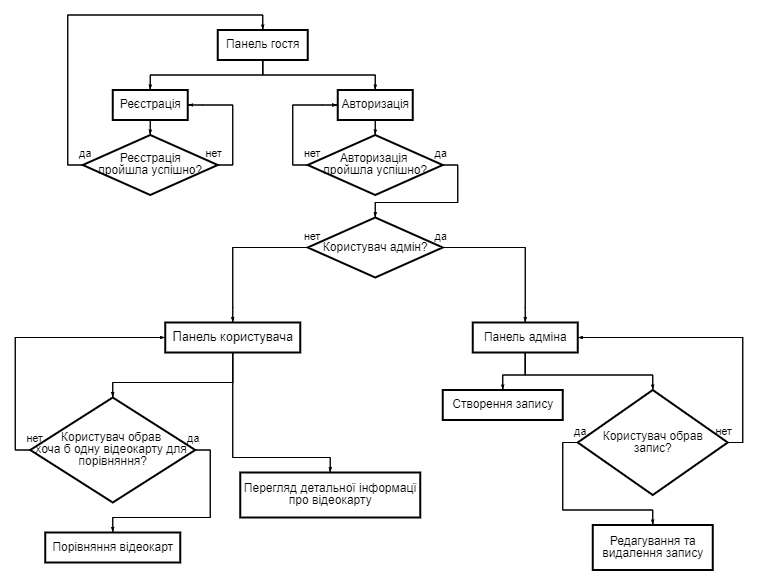 Панель гостя
Реєстрація
Авторизація
да
Реєстрація
пройшла успішно?
нет
нет
Авторизація
пройшла успішно?
да
нет
Користувач адмін?
да
Панель користувача
Панель адміна
Створення запису
нет
Користувач обрав
хоча б одну відеокарту для
порівняння?
да
да
Користувач обрав
запис?
нет
Перегляд детальної інформації
про відеокарту
Порівняння відеокарт
Редагування та
видалення запису